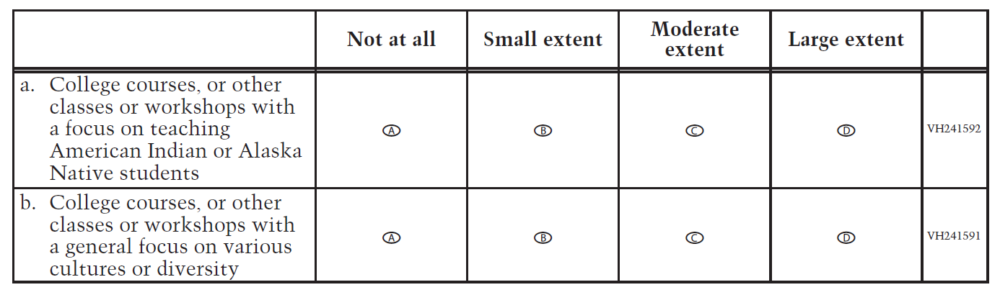 Not at all Small extent Moderate extent Large extent
a. College courses, or other
classes or workshops with
a focus on teaching
American Indian or Alaska
Native students
A B C D VH241592
b. College courses, or other
classes or workshops with
a general focus on various
cultures or diversity
A B C D VH241591